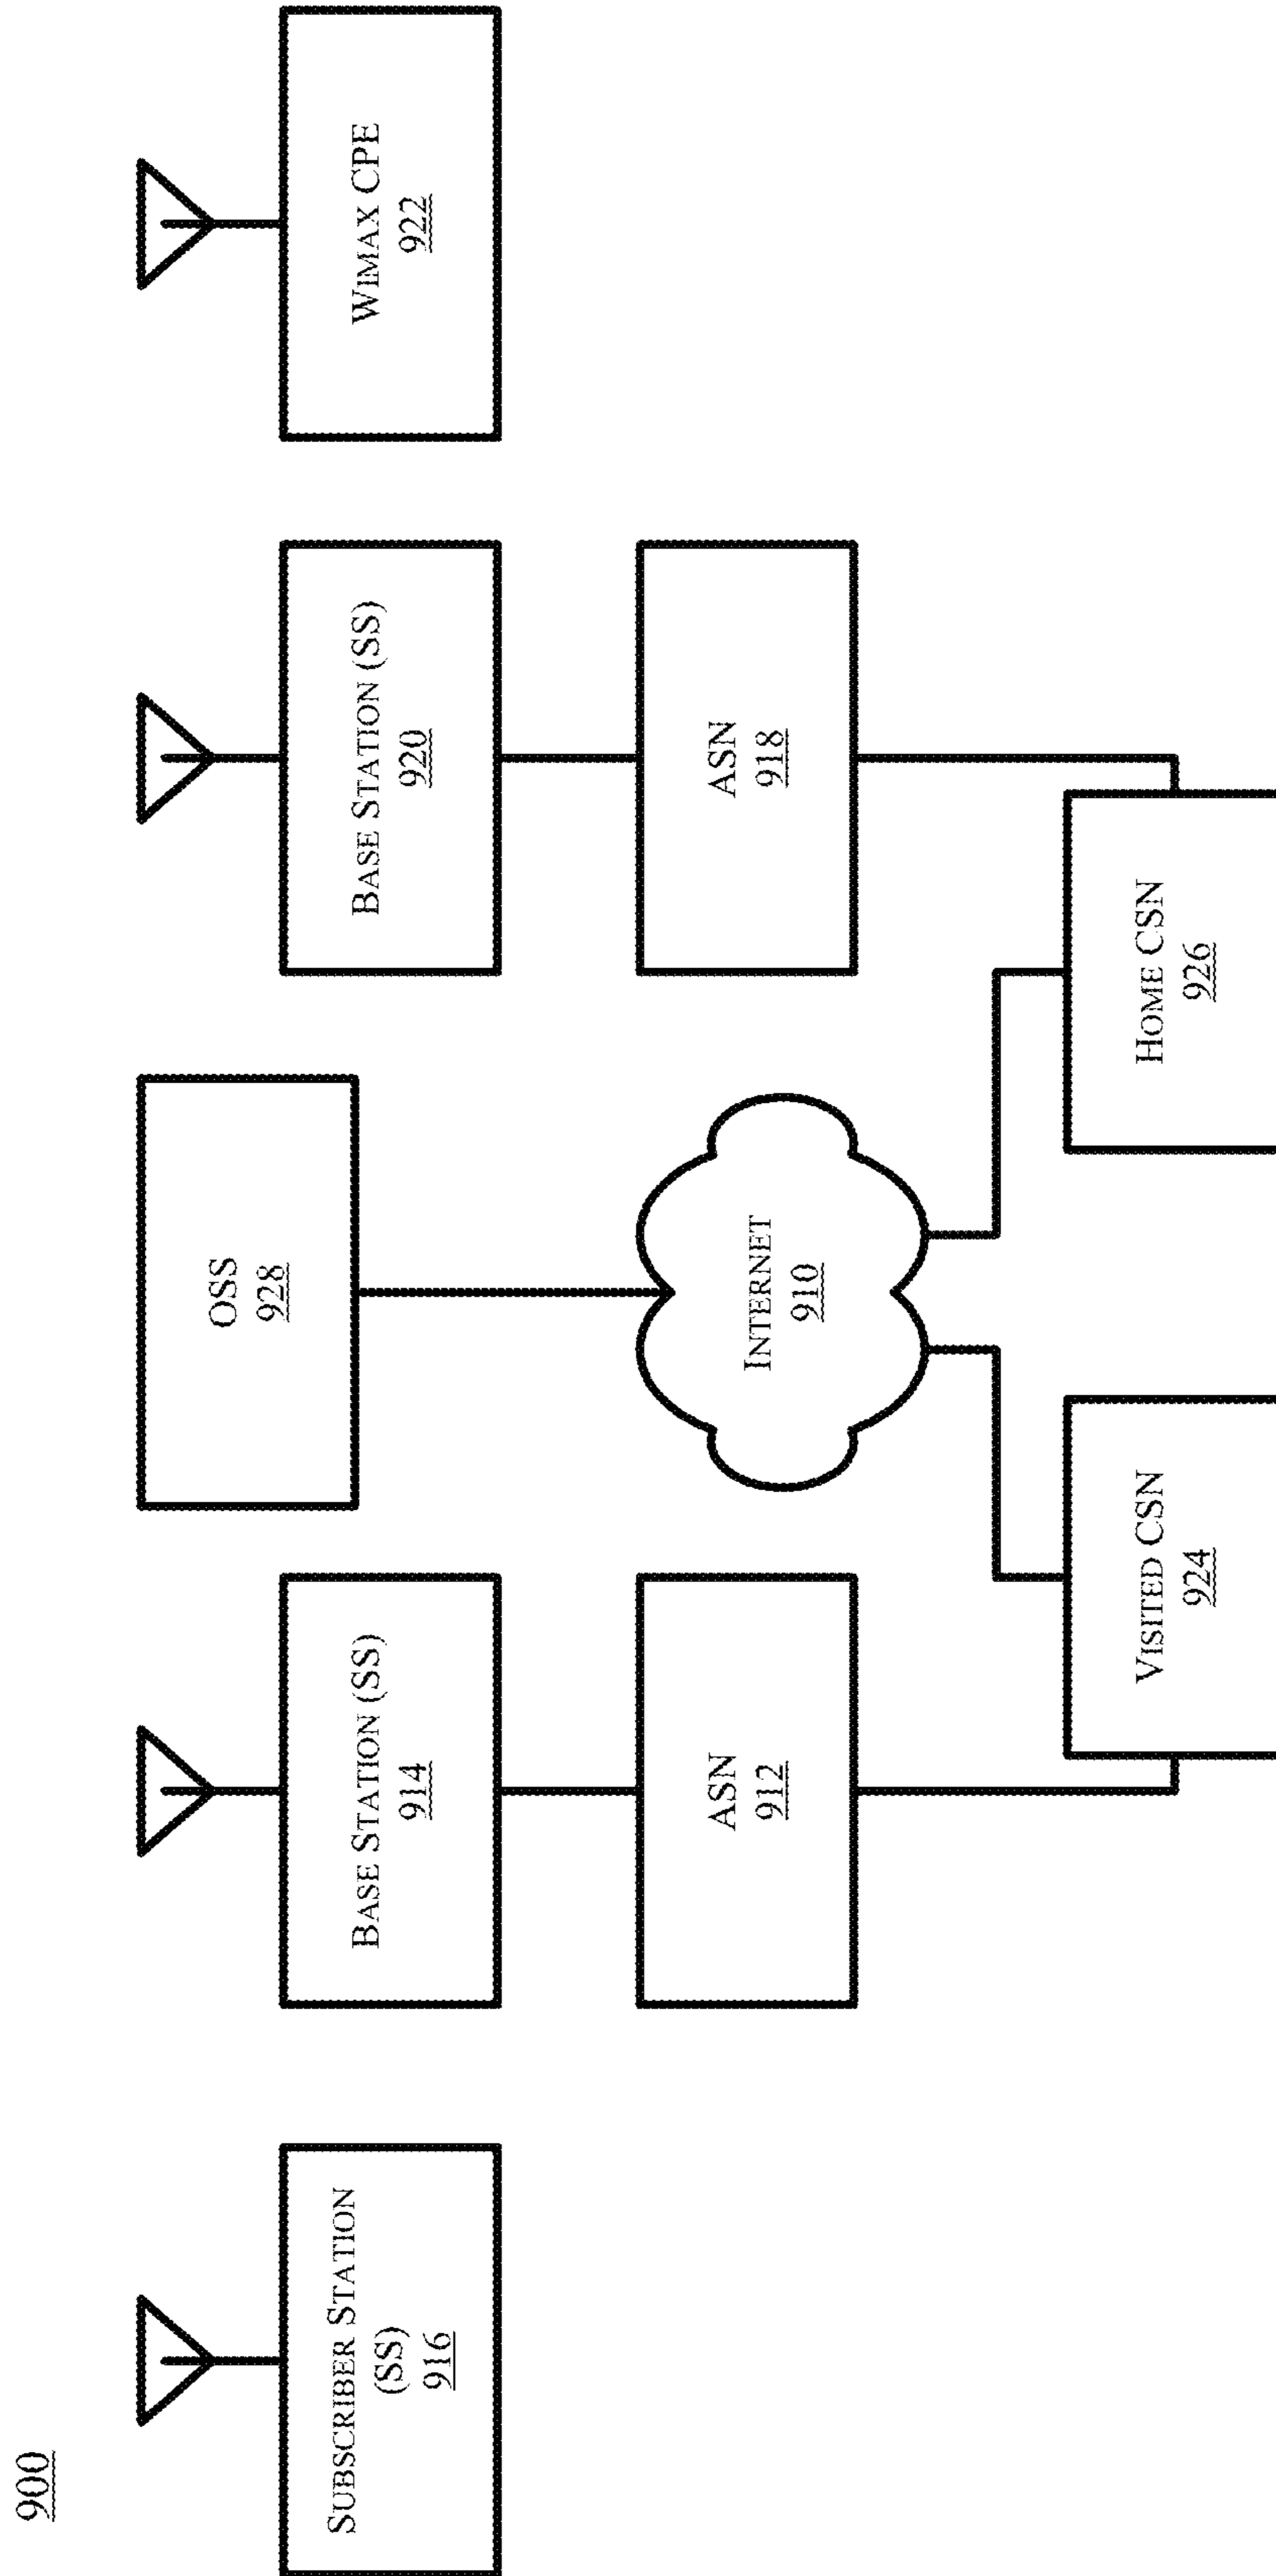 900
SUBSCRIBER STATION
(SS)
916
BASE STATION (SS)
914
OSS
928
BASE STATION (SS)
920
WIMAX CPE
922
ASN
912
INTERNET
910
ASN
918
VISITED CSN
924
HOME CSN
926